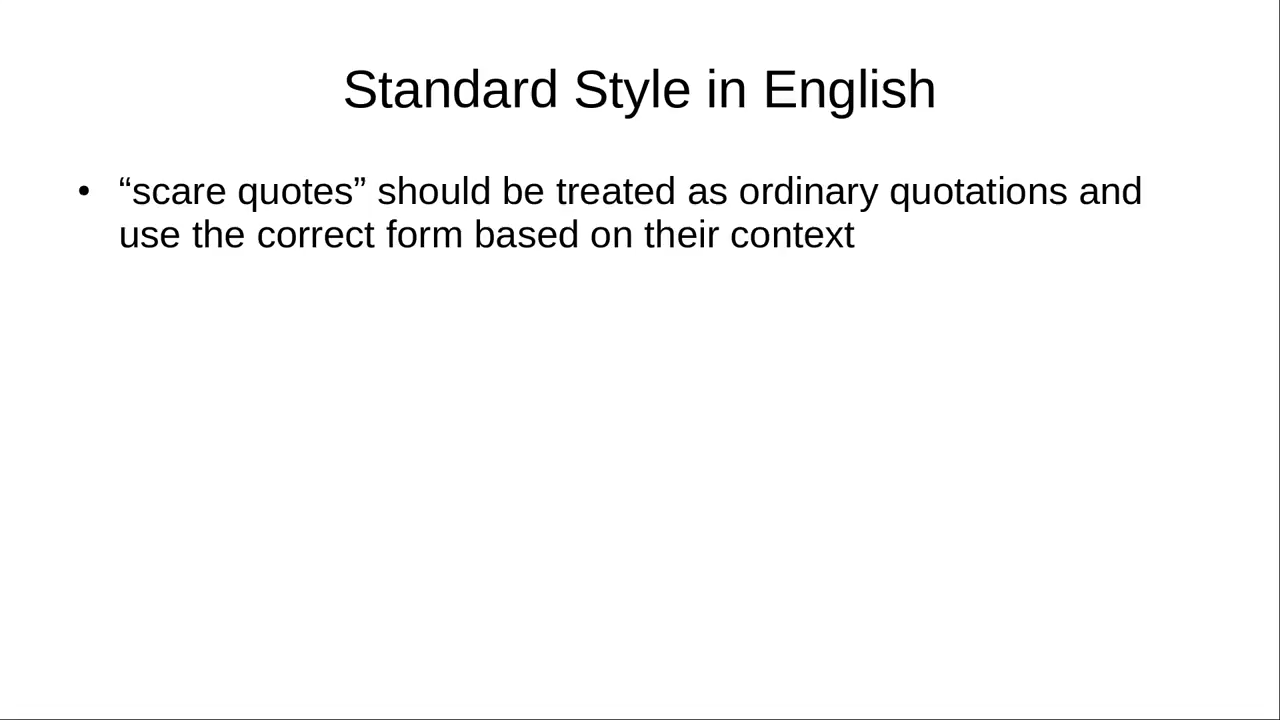 Standard Style in English
• “scare quotes” should be treated as ordinary quotations and
use the correct form based on their context